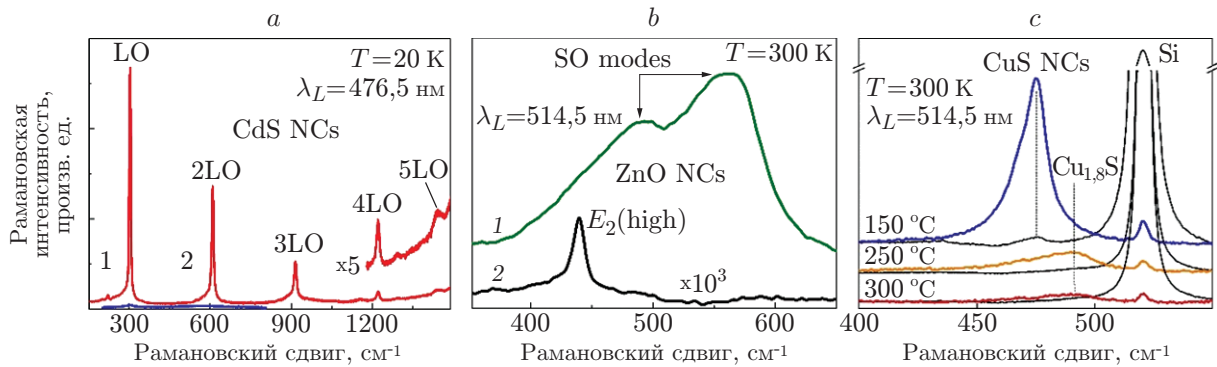 a
LO
T=20 K
λ_L=476,5 нм
CdS NCs
5LO
2LO
4LO
3LO
1
2
x5
300
600
900
1200
Рамановский сдвиг, см⁻¹
Рамановская
интенсивность,
произв. ед.
b
SO modes
T=300 K
λ_L=514,5 нм
ZnO NCs
1
E₂(high)
2
x10³
400
500
600
Рамановский сдвиг, см⁻¹
c
Si
CuS NCs
T=300 K
λ_L=514,5 нм
Cu₁,₈S
150 °C
250 °C
300 °C
400
450
500
Рамановский сдвиг, см⁻¹